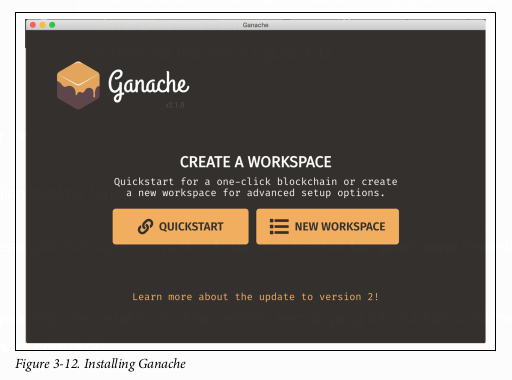 Ganache
Ganache
v2.1.0
CREATE A WORKSPACE
Quickstart for a one-click blockchain or create
a new workspace for advanced setup options.
QUICKSTART
NEW WORKSPACE
Learn more about the update to version 2!
Figure 3-12. Installing Ganache